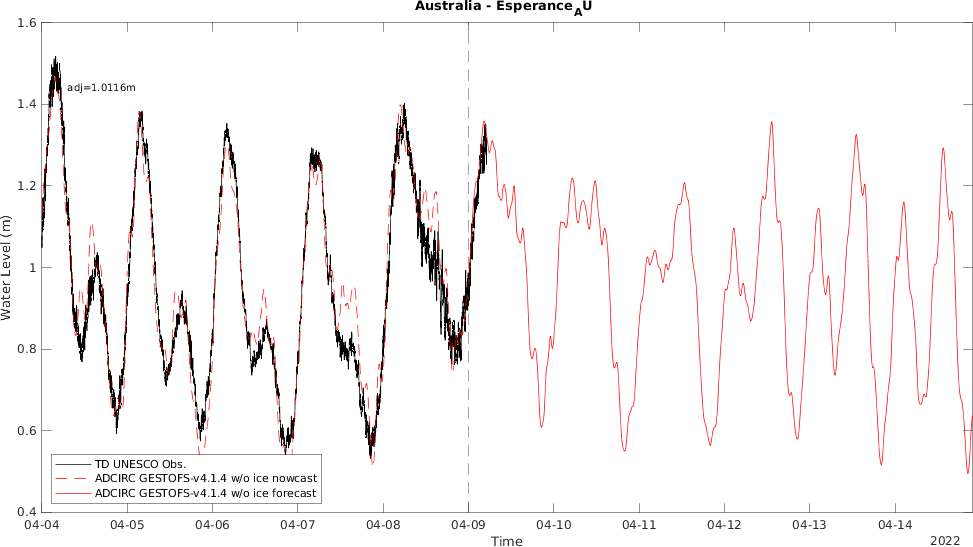 Australia - Esperance_AU
1.6
1.4
1.2
1
0.8
0.6
0.4
Water Level (m)
adj=1.0116m
TD UNESCO Obs.
ADCIRC GESTOFS-v4.1.4 w/o ice nowcast
ADCIRC GESTOFS-v4.1.4 w/o ice forecast
04-04 04-05 04-06 04-07 04-08 04-09 04-10 04-11 04-12 04-13 04-14
Time
2022